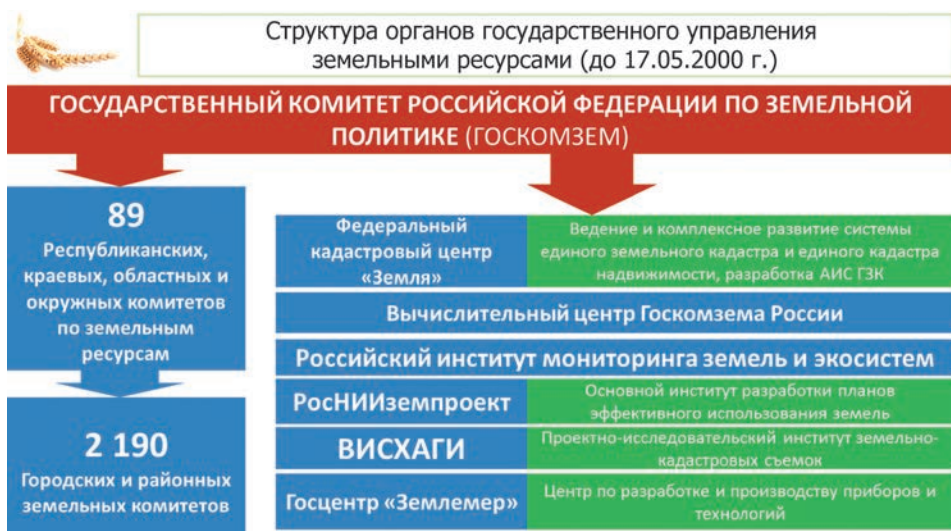 Структура органов государственного управления
земельными ресурсами (до 17.05.2000 г.)
ГОСУДАРСТВЕННЫЙ КОМИТЕТ РОССИЙСКОЙ ФЕДЕРАЦИИ ПО ЗЕМЕЛЬНОЙ
ПОЛИТИКЕ (ГОСКОМЗЕМ)
89
Республиканских,
краевых, областных и
окружных комитетов
по земельным
ресурсам
2 190
Городских и районных
земельных комитетов
Федеральный
кадастровый центр
«Земля»
Ведение и комплексное развитие системы
единого земельного кадастра и единого кадастра
надвижимости, разработка АИС ГЗК
Вычислительный центр Госкомзема России
Российский институт мониторинга земель и экосистем
РосНИИземпроект
Основной институт разработки планов
эффективного использования земель
ВИСХАГИ
Проектно-исследовательский институт земельно-
кадастровых съемок
Госцентр «Землемер»
Центр по разработке и производству приборов и
технологий